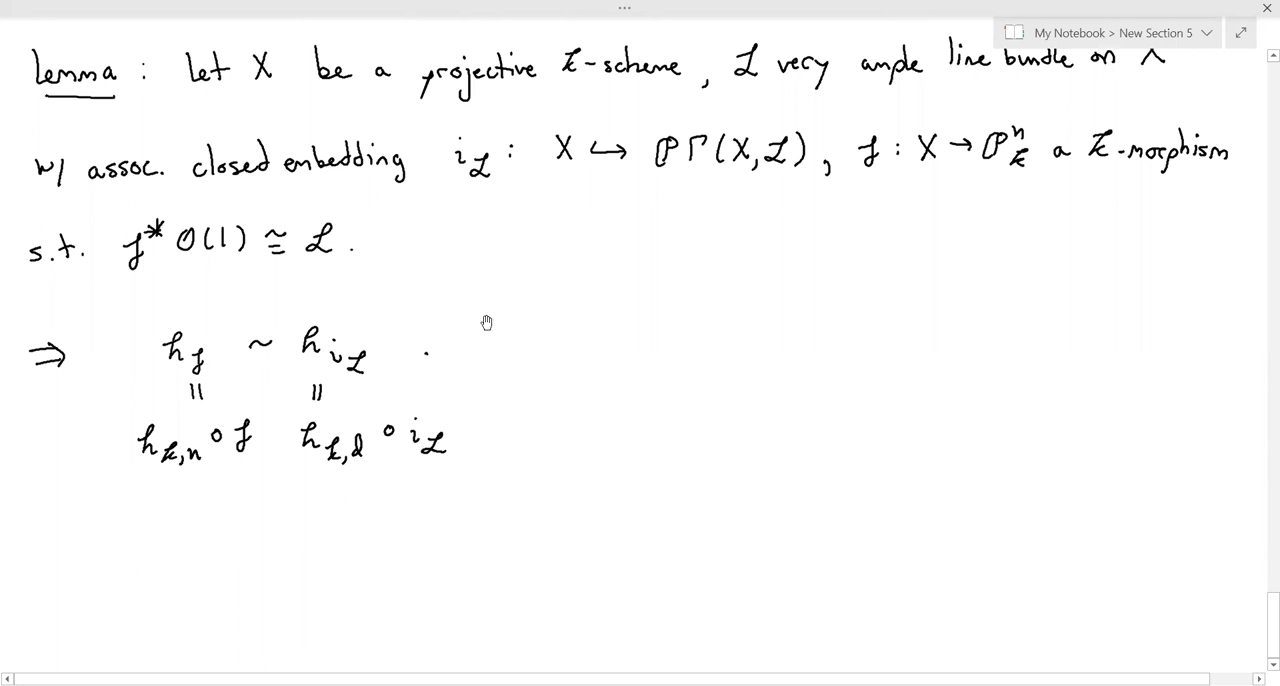 My Notebook > New Section 5
Lemma : Let X be a projective k-scheme, ℒ very ample line bundle on X
w/ assoc. closed embedding i_ℒ : X ↪ ℙΓ(X,ℒ), f : X → ℙ^n_k a k-morphism
s.t. f^* O(1) ≅ ℒ.
⇒ h_f ~ h_{i_ℒ} .
|| ||
h_{k,n} ∘ f h_{k,d} ∘ i_ℒ